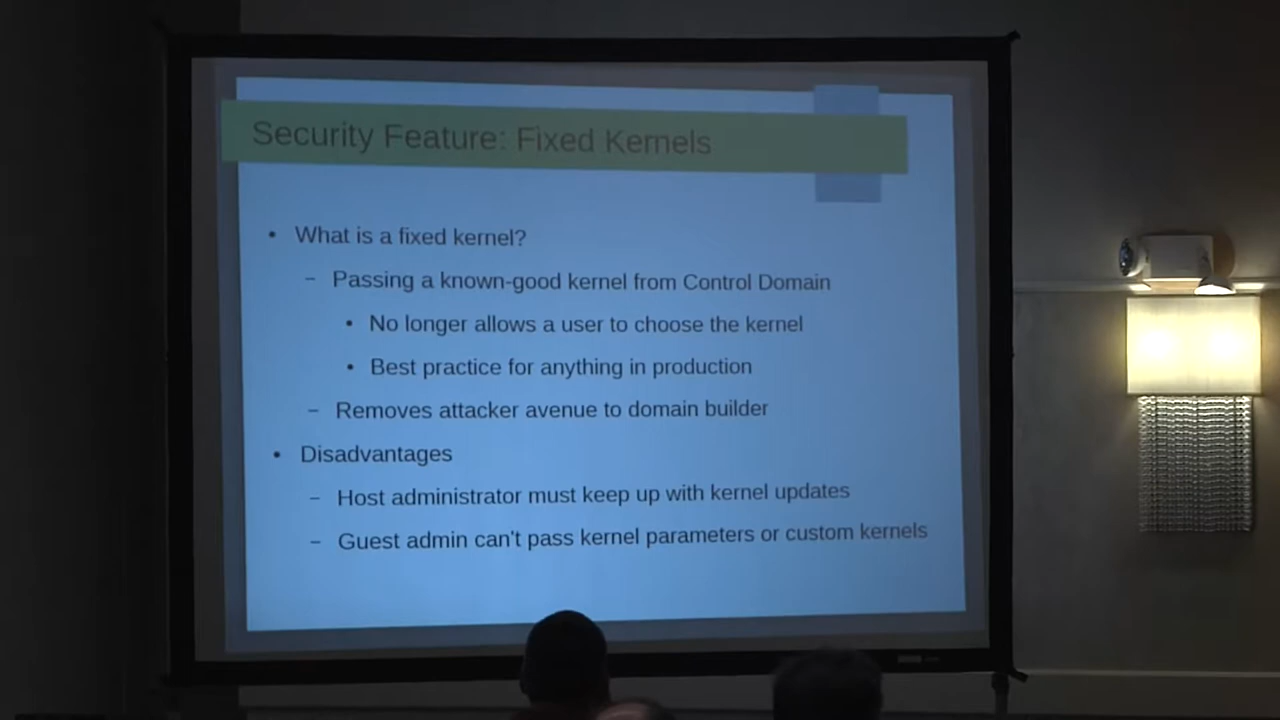 Security Feature: Fixed Kernels
• What is a fixed kernel?
– Passing a known-good kernel from Control Domain
• No longer allows a user to choose the kernel
• Best practice for anything in production
– Removes attacker avenue to domain builder
• Disadvantages
– Host administrator must keep up with kernel updates
– Guest admin can't pass kernel parameters or custom kernels